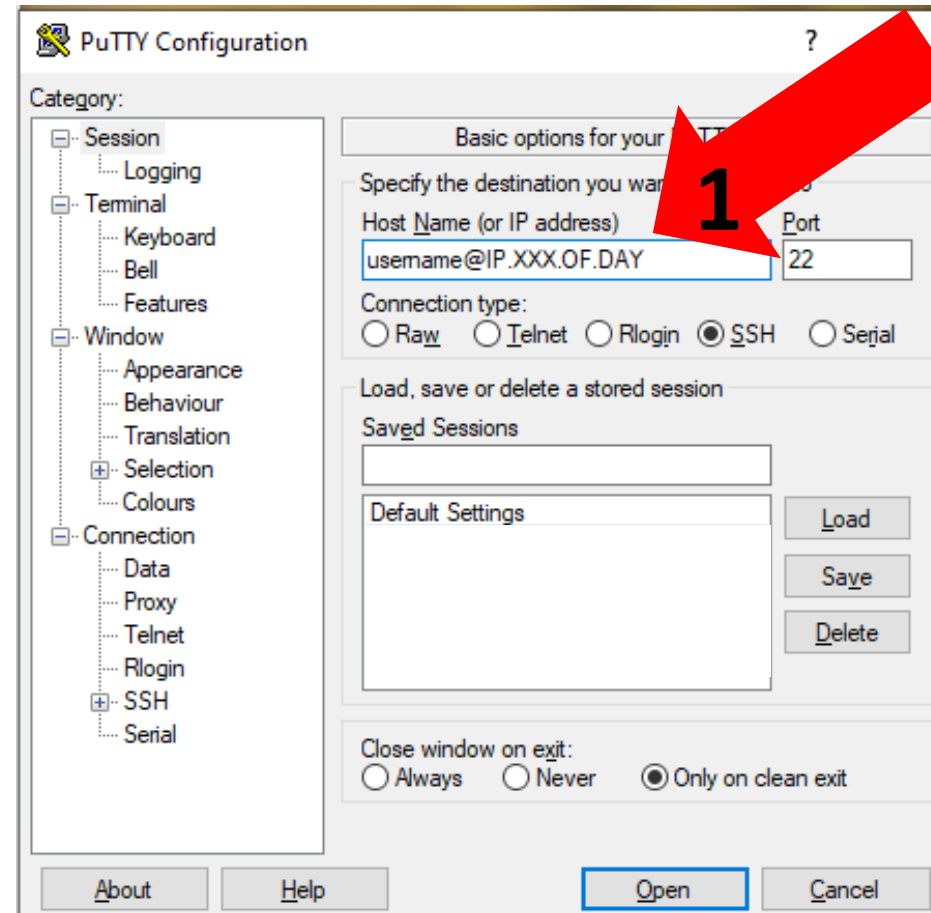 PuTTY Configuration ?
Category:
Session
Logging
Terminal
Keyboard
Bell
Features
Window
Appearance
Behaviour
Translation
Selection
Colours
Connection
Data
Proxy
Telnet
Rlogin
SSH
Serial
Basic options for your
Specify the destination you
1
Host Name (or IP address) Port
username@IP.XXX.OF.DAY 22
Connection type:
Raw Telnet Rlogin SSH Serial
Load, save or delete a stored session
Saved Sessions
Default Settings
Load
Save
Delete
Close window on exit:
Always Never Only on clean exit
About Help Open Cancel